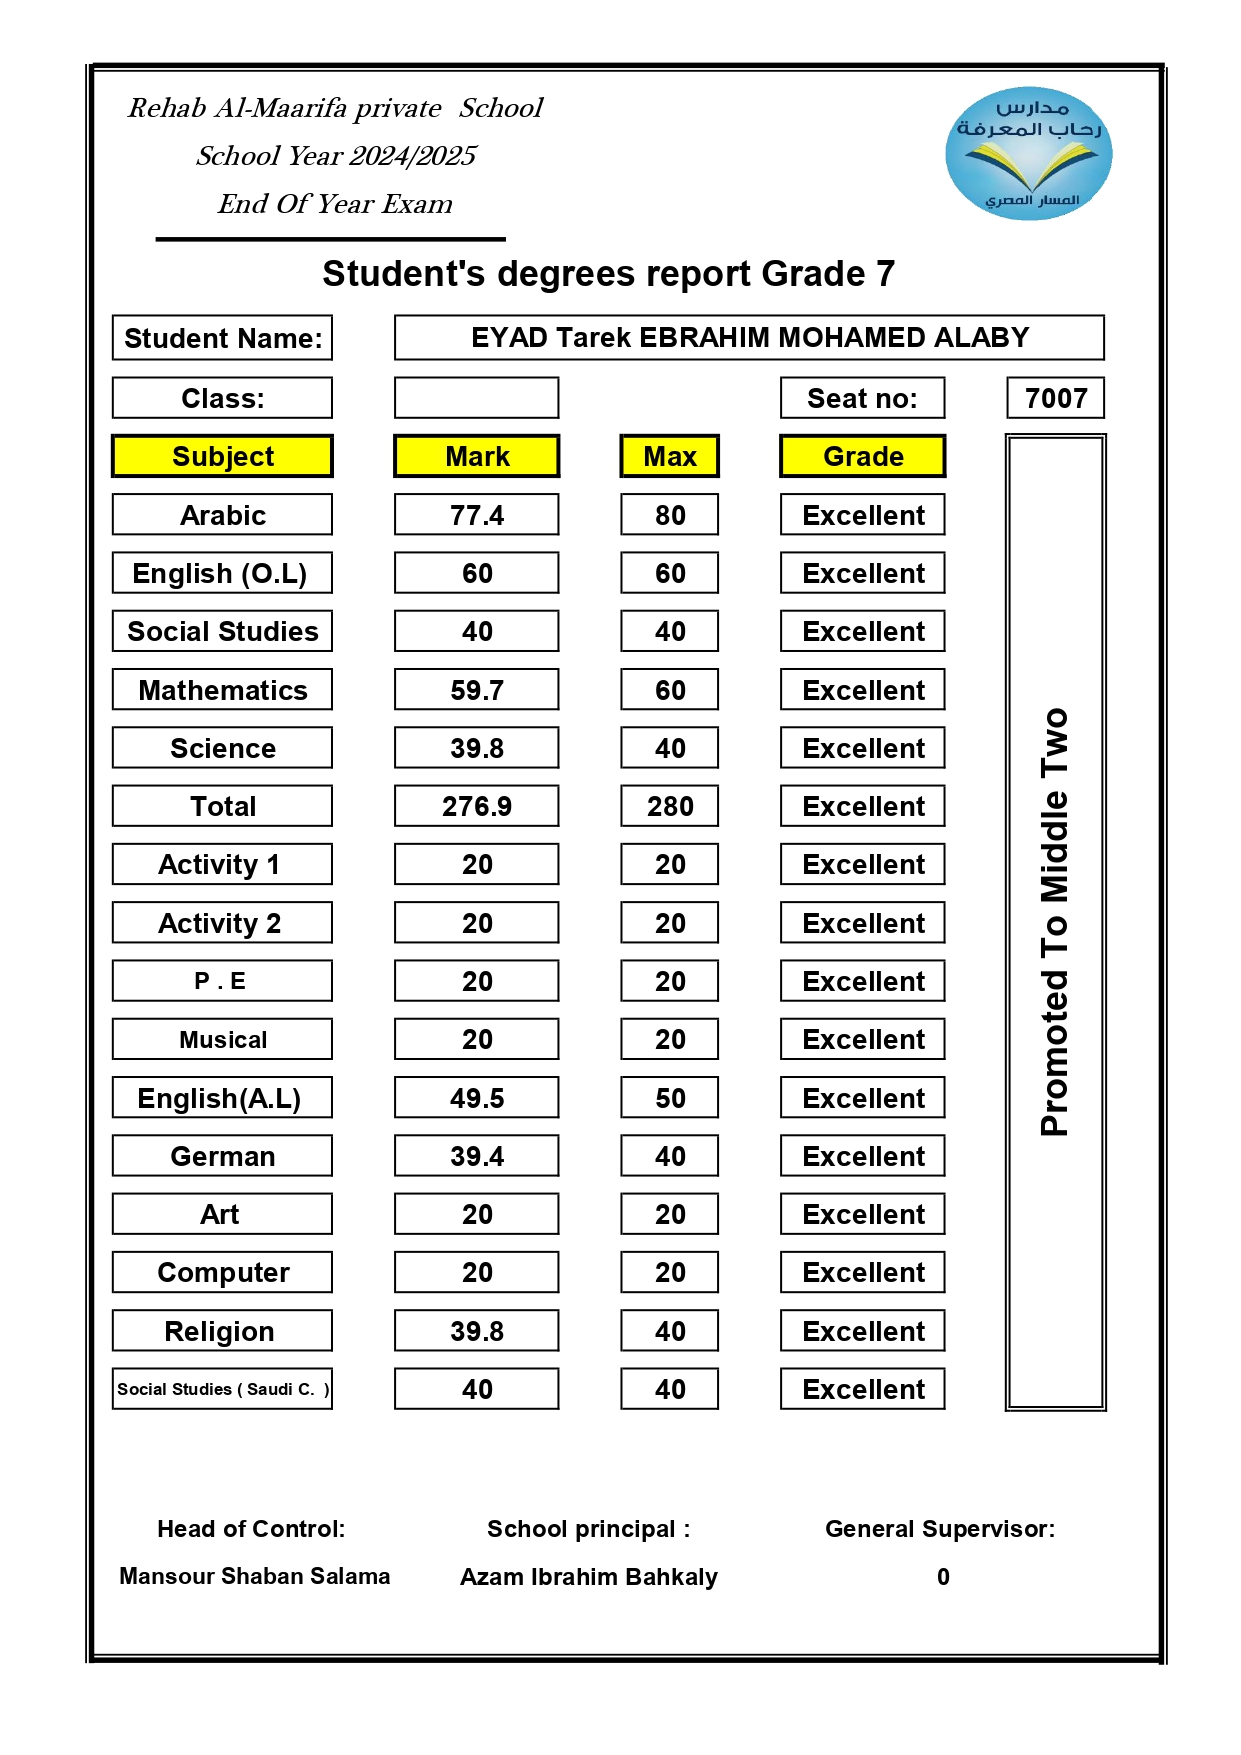 Rehab Al-Maarifa private School
School Year 2024/2025
End Of Year Exam
مدارس
رحاب المعرفة
المسار المصري
Student's degrees report Grade 7
Student Name: EYAD Tarek EBRAHIM MOHAMED ALABY
Class: Seat no: 7007
Subject Mark Max Grade
Arabic 77.4 80 Excellent
English (O.L) 60 60 Excellent
Social Studies 40 40 Excellent
Mathematics 59.7 60 Excellent
Science 39.8 40 Excellent
Total 276.9 280 Excellent
Activity 1 20 20 Excellent
Activity 2 20 20 Excellent
P . E 20 20 Excellent
Musical 20 20 Excellent
English(A.L) 49.5 50 Excellent
German 39.4 40 Excellent
Art 20 20 Excellent
Computer 20 20 Excellent
Religion 39.8 40 Excellent
Social Studies ( Saudi C. ) 40 40 Excellent
Promoted To Middle Two
Head of Control: School principal : General Supervisor:
Mansour Shaban Salama Azam Ibrahim Bahkaly 0